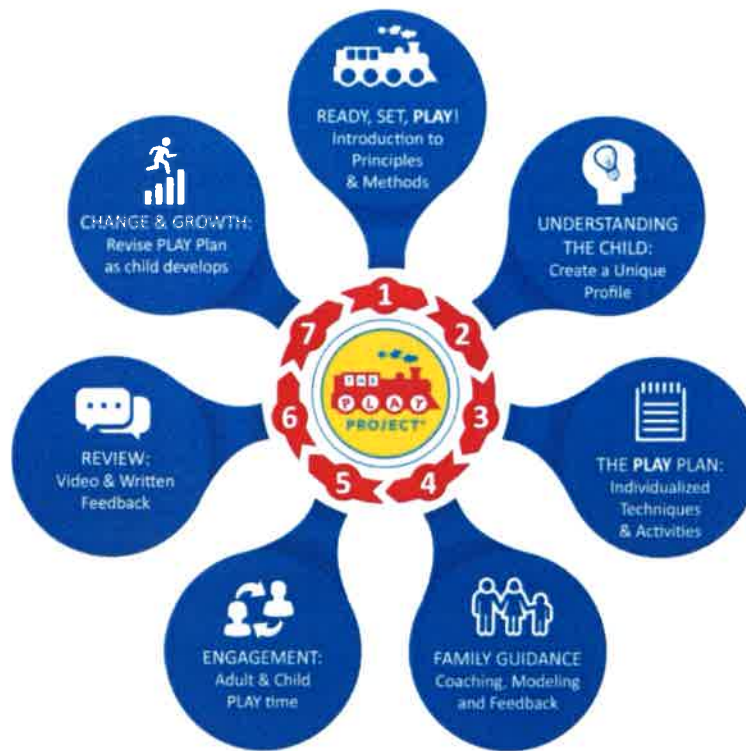 READY, SET, PLAY!
Introduction to
Principles
& Methods
UNDERSTANDING
THE CHILD:
Create a Unique
Profile
THE PLAY PLAN:
Individualized
Techniques
& Activities
FAMILY GUIDANCE
Coaching, Modeling
and Feedback
ENGAGEMENT:
Adult & Child
PLAY time
REVIEW:
Video & Written
Feedback
CHANGE & GROWTH:
Revise PLAY Plan
as child develops
1
2
3
4
5
6
7
THE
PLAY
PROJECT®